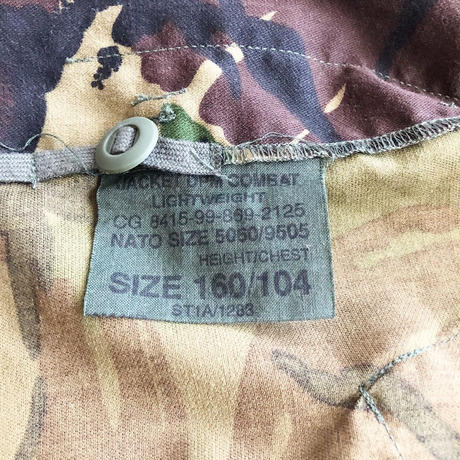 JACKET DPM COMBAT
LIGHTWEIGHT
CG 8415-99-869-2125
NATO SIZE 5060/9505
HEIGHT/CHEST
SIZE 160/104
ST1A/1283